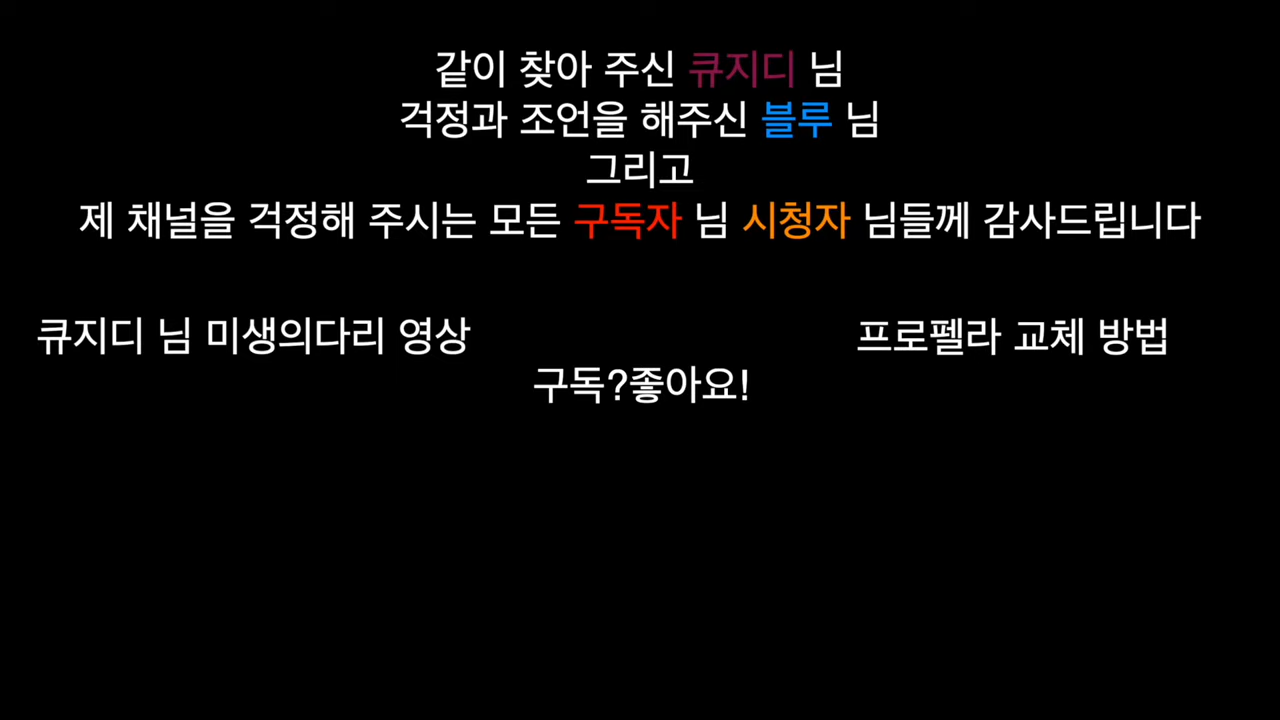 같이 찾아 주신 큐지디 님
걱정과 조언을 해주신 블루 님
그리고
제 채널을 걱정해 주시는 모든 구독자 님 시청자 님들께 감사드립니다
큐지디 님 미생의다리 영상
프로펠라 교체 방법
구독?좋아요!